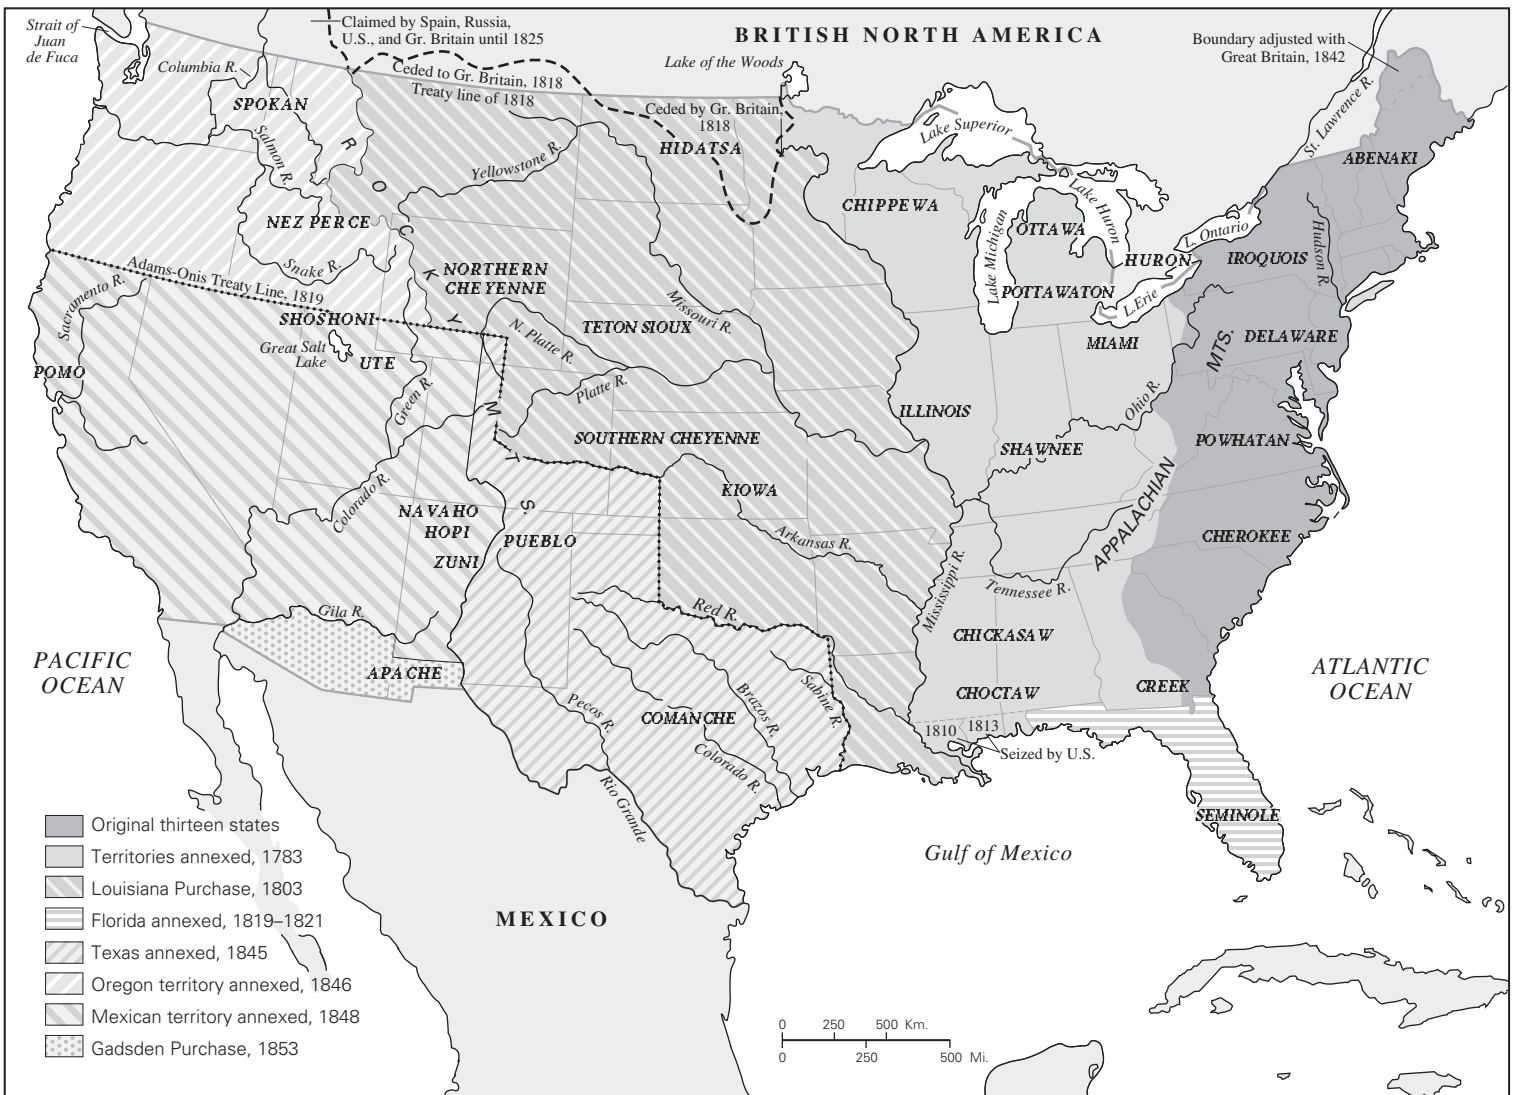 Strait of
Juan
de Fuca
Claimed by Spain, Russia,
U.S., and Gr. Britain until 1825
BRITISH NORTH AMERICA
Boundary adjusted with
Great Britain, 1842
Columbia R.
Ceded to Gr. Britain, 1818
Treaty line of 1818
Lake of the Woods
Ceded by Gr. Britain,
1818
SPOKAN
Salmon R.
ROCKY MTS.
Yellowstone R.
HIDATSA
Lake Superior
St. Lawrence R.
ABENAKI
CHIPPEWA
NEZ PERCE
Snake R.
OTTAWA
Lake Huron
Lake Michigan
L. Ontario
HURON
IROQUOIS
Hudson R.
Adams-Onis Treaty Line, 1819
Sacramento R.
NORTHERN
CHEYENNE
POTTAWATON
L.Erie
SHOSHONI
Great Salt
Lake
UTE
N. Platte R.
TETON SIOUX
Missouri R.
MIAMI
DELAWARE
APPALACHIAN MTS.
POMO
Green R.
Platte R.
ILLINOIS
Ohio R.
SOUTHERN CHEYENNE
SHAWNEE
POWHATAN
Colorado R.
NAVAHO
HOPI
ZUNI
PUEBLO
KIOWA
Arkansas R.
CHEROKEE
Mississippi R.
Tennessee R.
Gila R.
Red R.
CHICKASAW
PACIFIC
OCEAN
APACHE
CHOCTAW
CREEK
ATLANTIC
OCEAN
Pecos R.
COMANCHE
Brazos R.
Sabine R.
Colorado R.
1810
1813
Seized by U.S.
Rio Grande
SEMINOLE
Gulf of Mexico
MEXICO
Original thirteen states
Territories annexed, 1783
Louisiana Purchase, 1803
Florida annexed, 1819–1821
Texas annexed, 1845
Oregon territory annexed, 1846
Mexican territory annexed, 1848
Gadsden Purchase, 1853
0 250 500 Km.
0 250 500 Mi.